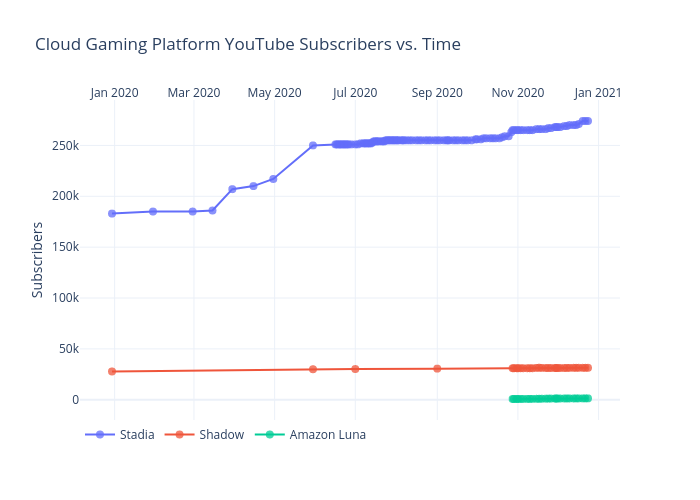 Cloud Gaming Platform YouTube Subscribers vs. Time
Jan 2020 Mar 2020 May 2020 Jul 2020 Sep 2020 Nov 2020 Jan 2021
250k
200k
150k
100k
50k
0
Subscribers
Stadia Shadow Amazon Luna